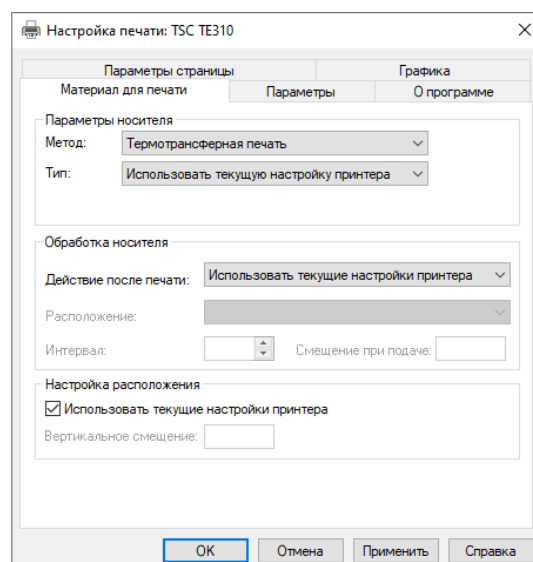 Настройка печати: TSC TE310
Параметры страницы
Графика
Материал для печати
Параметры
О программе
Параметры носителя
Метод:
Термотрансферная печать
Тип:
Использовать текущую настройку принтера
Обработка носителя
Действие после печати:
Использовать текущие настройки принтера
Расположение:
Интервал:
Смещение при подаче:
Настройка расположения
Использовать текущие настройки принтера
Вертикальное смещение:
OK
Отмена
Применить
Справка